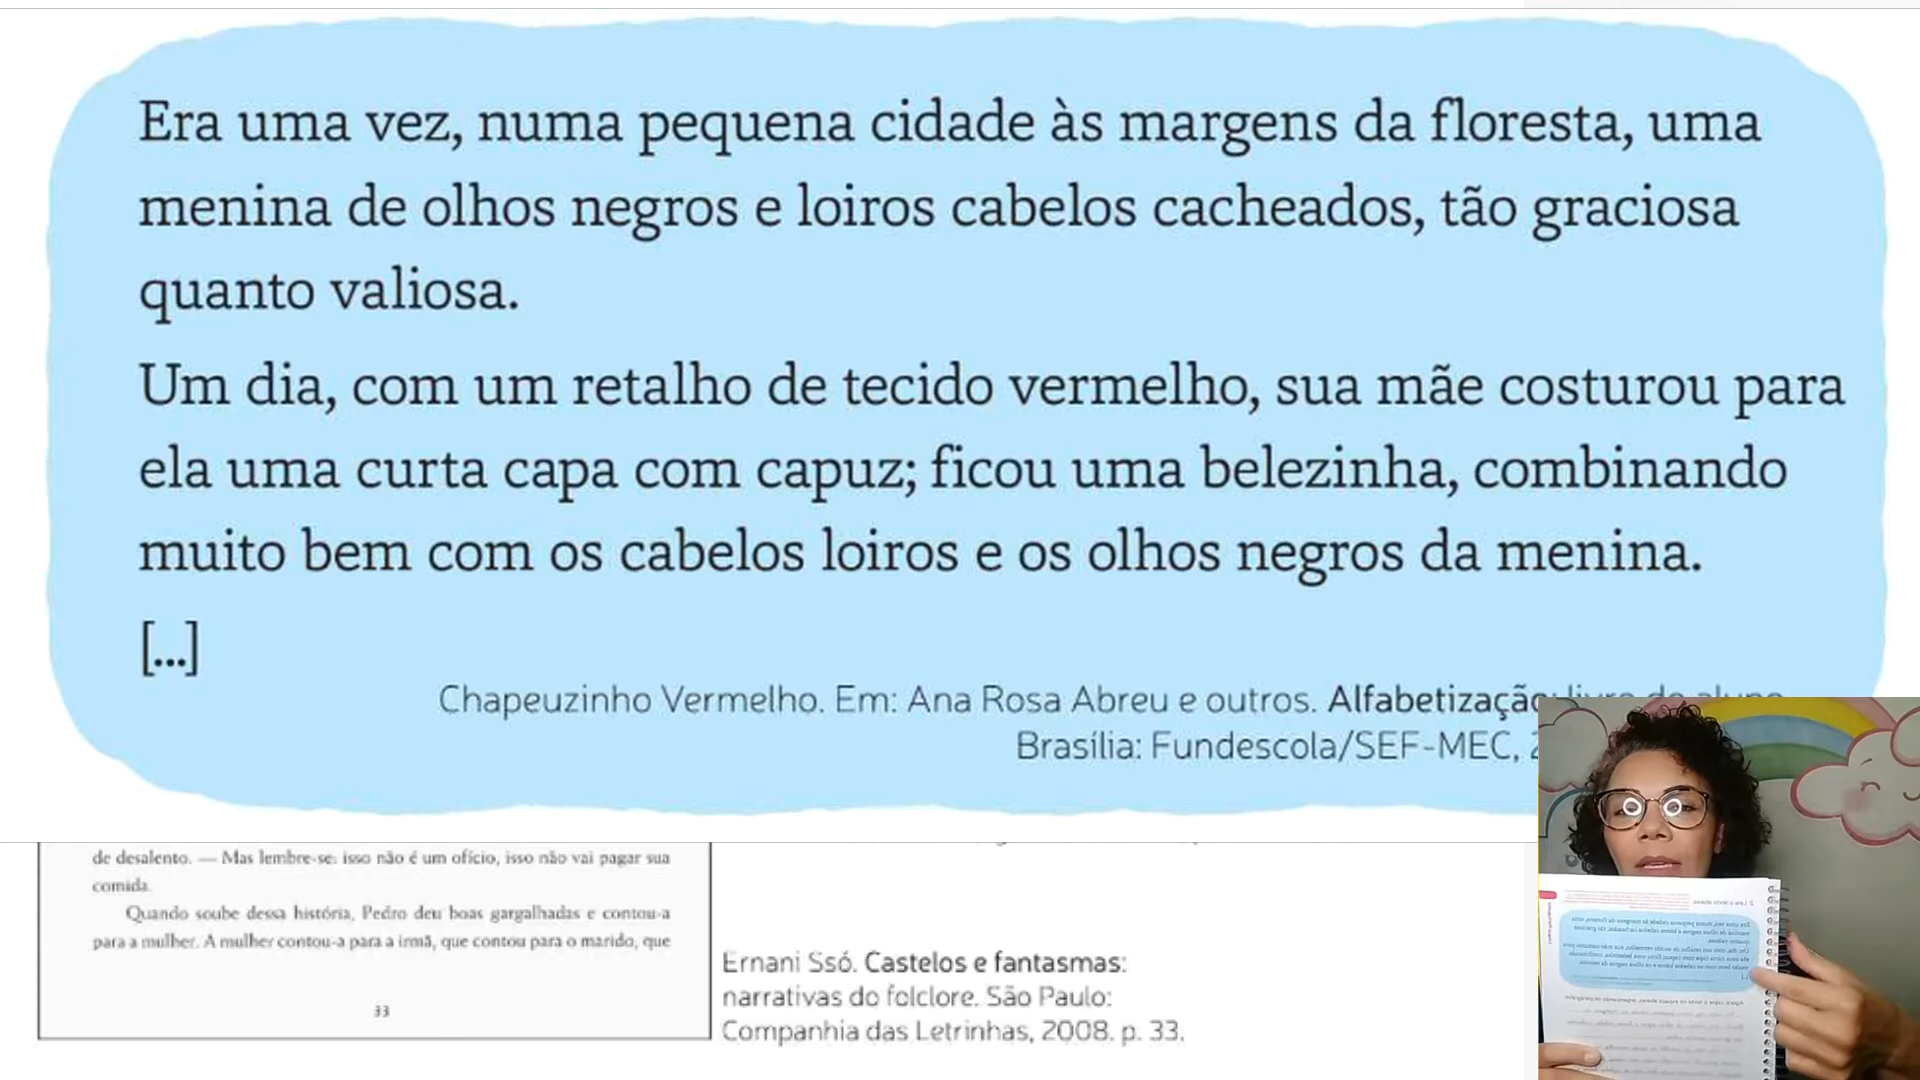 Era uma vez, numa pequena cidade às margens da floresta, uma
menina de olhos negros e loiros cabelos cacheados, tão graciosa
quanto valiosa.
Um dia, com um retalho de tecido vermelho, sua mãe costurou para
ela uma curta capa com capuz; ficou uma belezinha, combinando
muito bem com os cabelos loiros e os olhos negros da menina.
[...]
Chapeuzinho Vermelho. Em: Ana Rosa Abreu e outros. Alfabetização: livro do aluno.
Brasília: Fundescola/SEF-MEC,
de desalento. — Mas lembre-se: isso não é um ofício, isso não vai pagar sua
comida.
Quando soube dessa história, Pedro deu boas gargalhadas e contou-a
para a mulher. A mulher contou-a para a irmã, que contou para o marido, que
33
Ernani Ssó. Castelos e fantasmas:
narrativas do folclore. São Paulo:
Companhia das Letrinhas, 2008. p. 33.